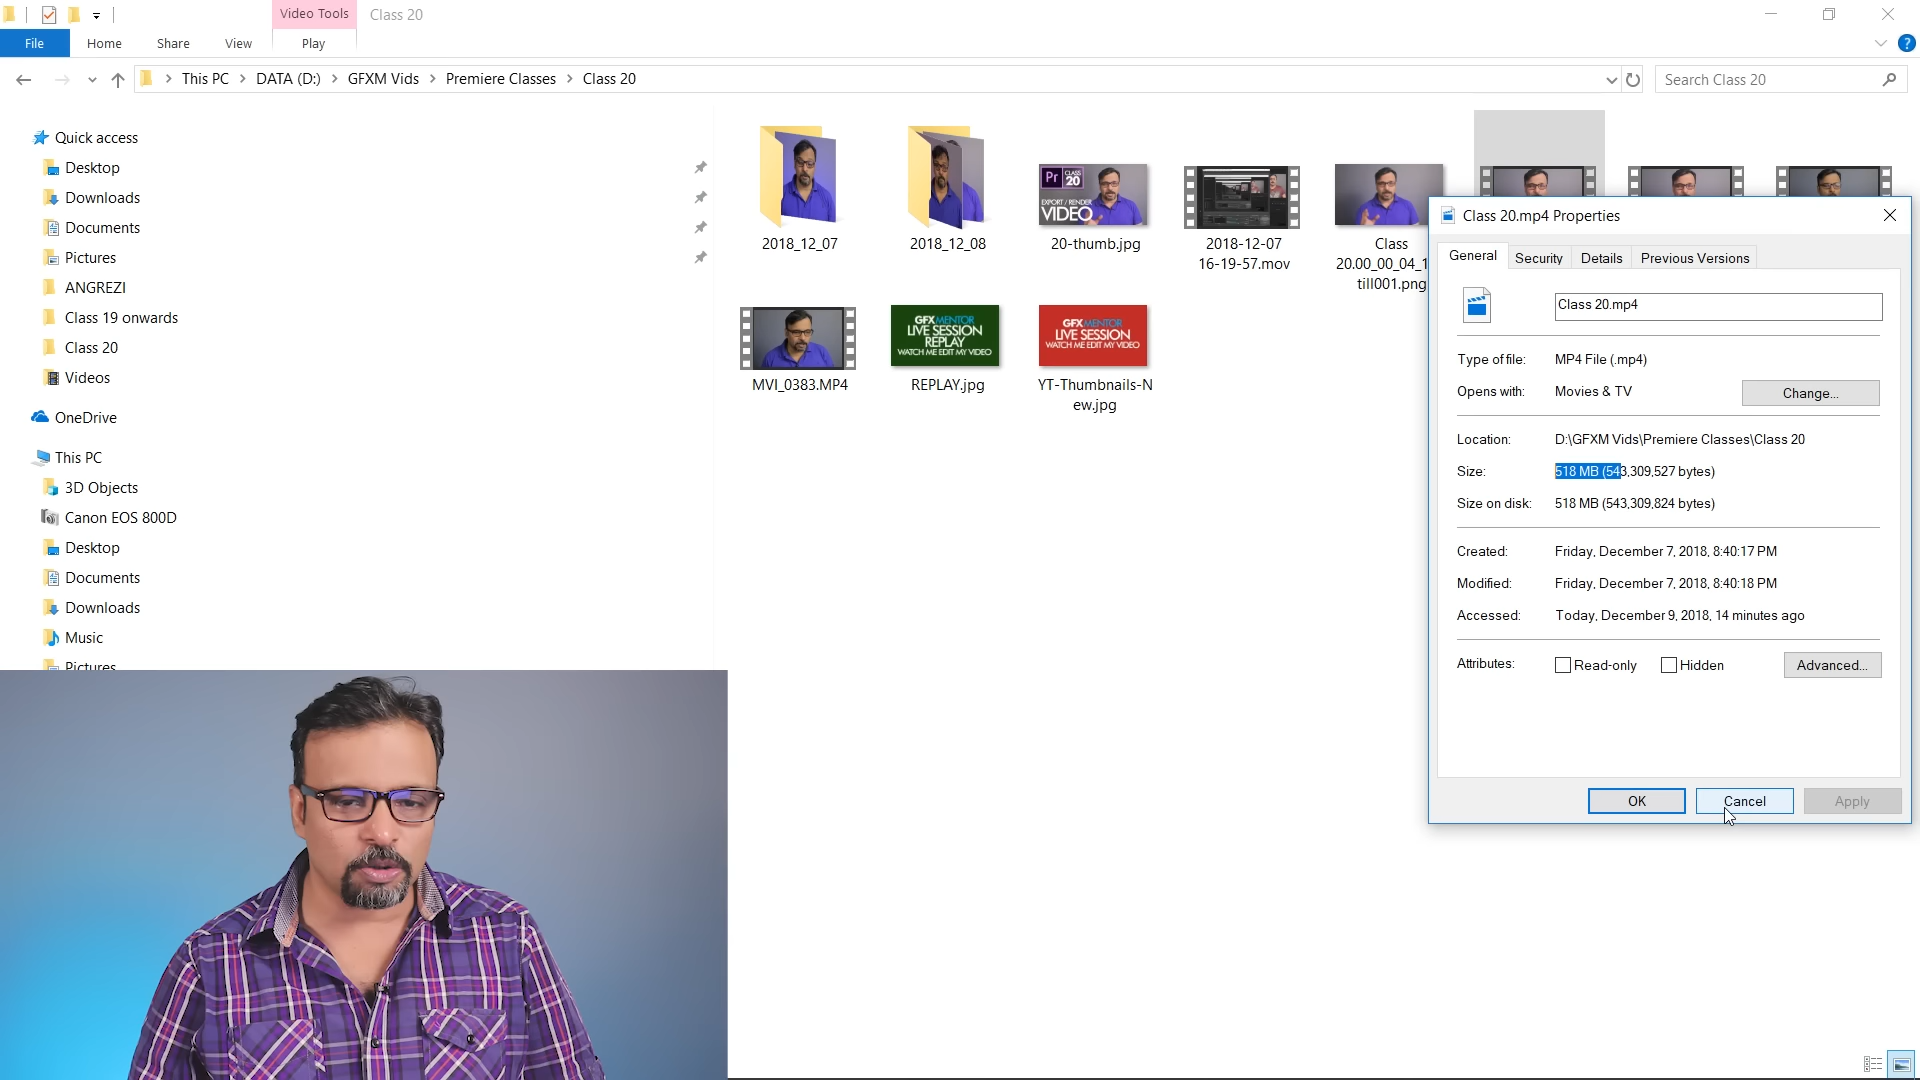 Video Tools
Class 20
File
Home
Share
View
Play
This PC
DATA (D:)
GFXM Vids
Premiere Classes
Class 20
Search Class 20
Quick access
Desktop
Downloads
Documents
Pictures
ANGREZI
Class 19 onwards
Class 20
Videos
OneDrive
This PC
3D Objects
Canon EOS 800D
Desktop
Documents
Downloads
Music
Pictures
Pr CLASS 20
EXPORT / RENDER
VIDEO
2018_12_07
2018_12_08
20-thumb.jpg
2018-12-07
16-19-57.mov
Class
20.00_00_04_1
till001.png
GFXMENTOR
LIVE SESSION
REPLAY
WATCH ME EDIT MY VIDEO
GFXMENTOR
LIVE SESSION
WATCH ME EDIT MY VIDEO
MVI_0383.MP4
REPLAY.jpg
YT-Thumbnails-N
ew.jpg
Class 20.mp4 Properties
General
Security
Details
Previous Versions
Class 20.mp4
Type of file:
MP4 File (.mp4)
Opens with:
Movies & TV
Change...
Location:
D:\GFXM Vids\Premiere Classes\Class 20
Size:
518 MB (543,309,527 bytes)
Size on disk:
518 MB (543,309,824 bytes)
Created:
Friday, December 7, 2018, 8:40:17 PM
Modified:
Friday, December 7, 2018, 8:40:18 PM
Accessed:
Today, December 9, 2018, 14 minutes ago
Attributes:
Read-only
Hidden
Advanced...
OK
Cancel
Apply